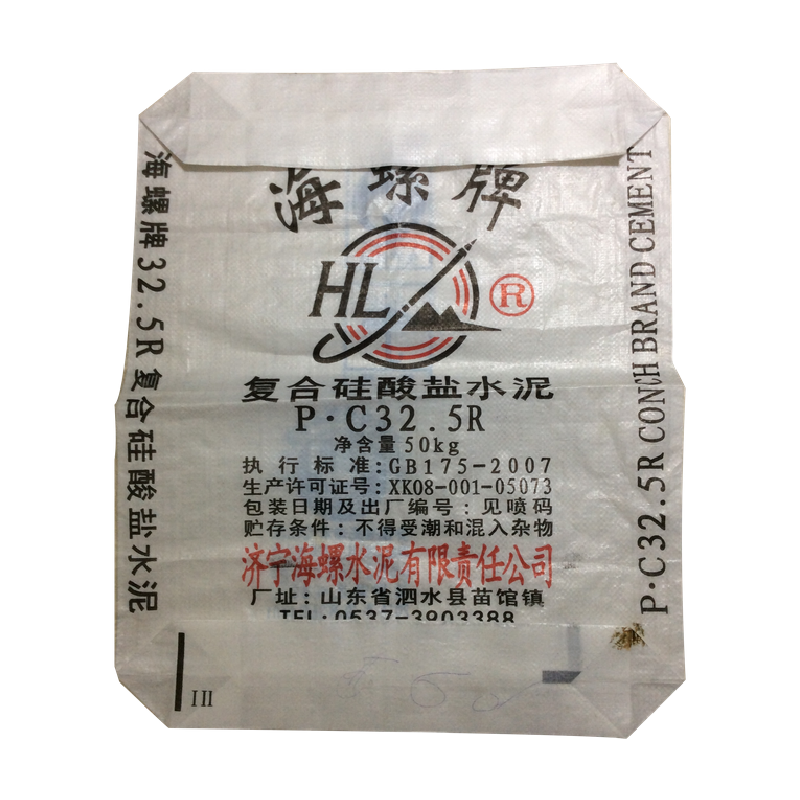 海螺牌
HL
R
复合硅酸盐水泥
P·C32.5R
净含量50kg
执行标准:GB175-2007
生产许可证号:XK08-001-05073
包装日期及出厂编号:见喷码
贮存条件:不得受潮和混入杂物
济宁海螺水泥有限责任公司
厂址:山东省泗水县苗馆镇
TEL:0537-3903388
海螺牌32.5R复合硅酸盐水泥
P·C32.5R CONCH BRAND CEMENT
III